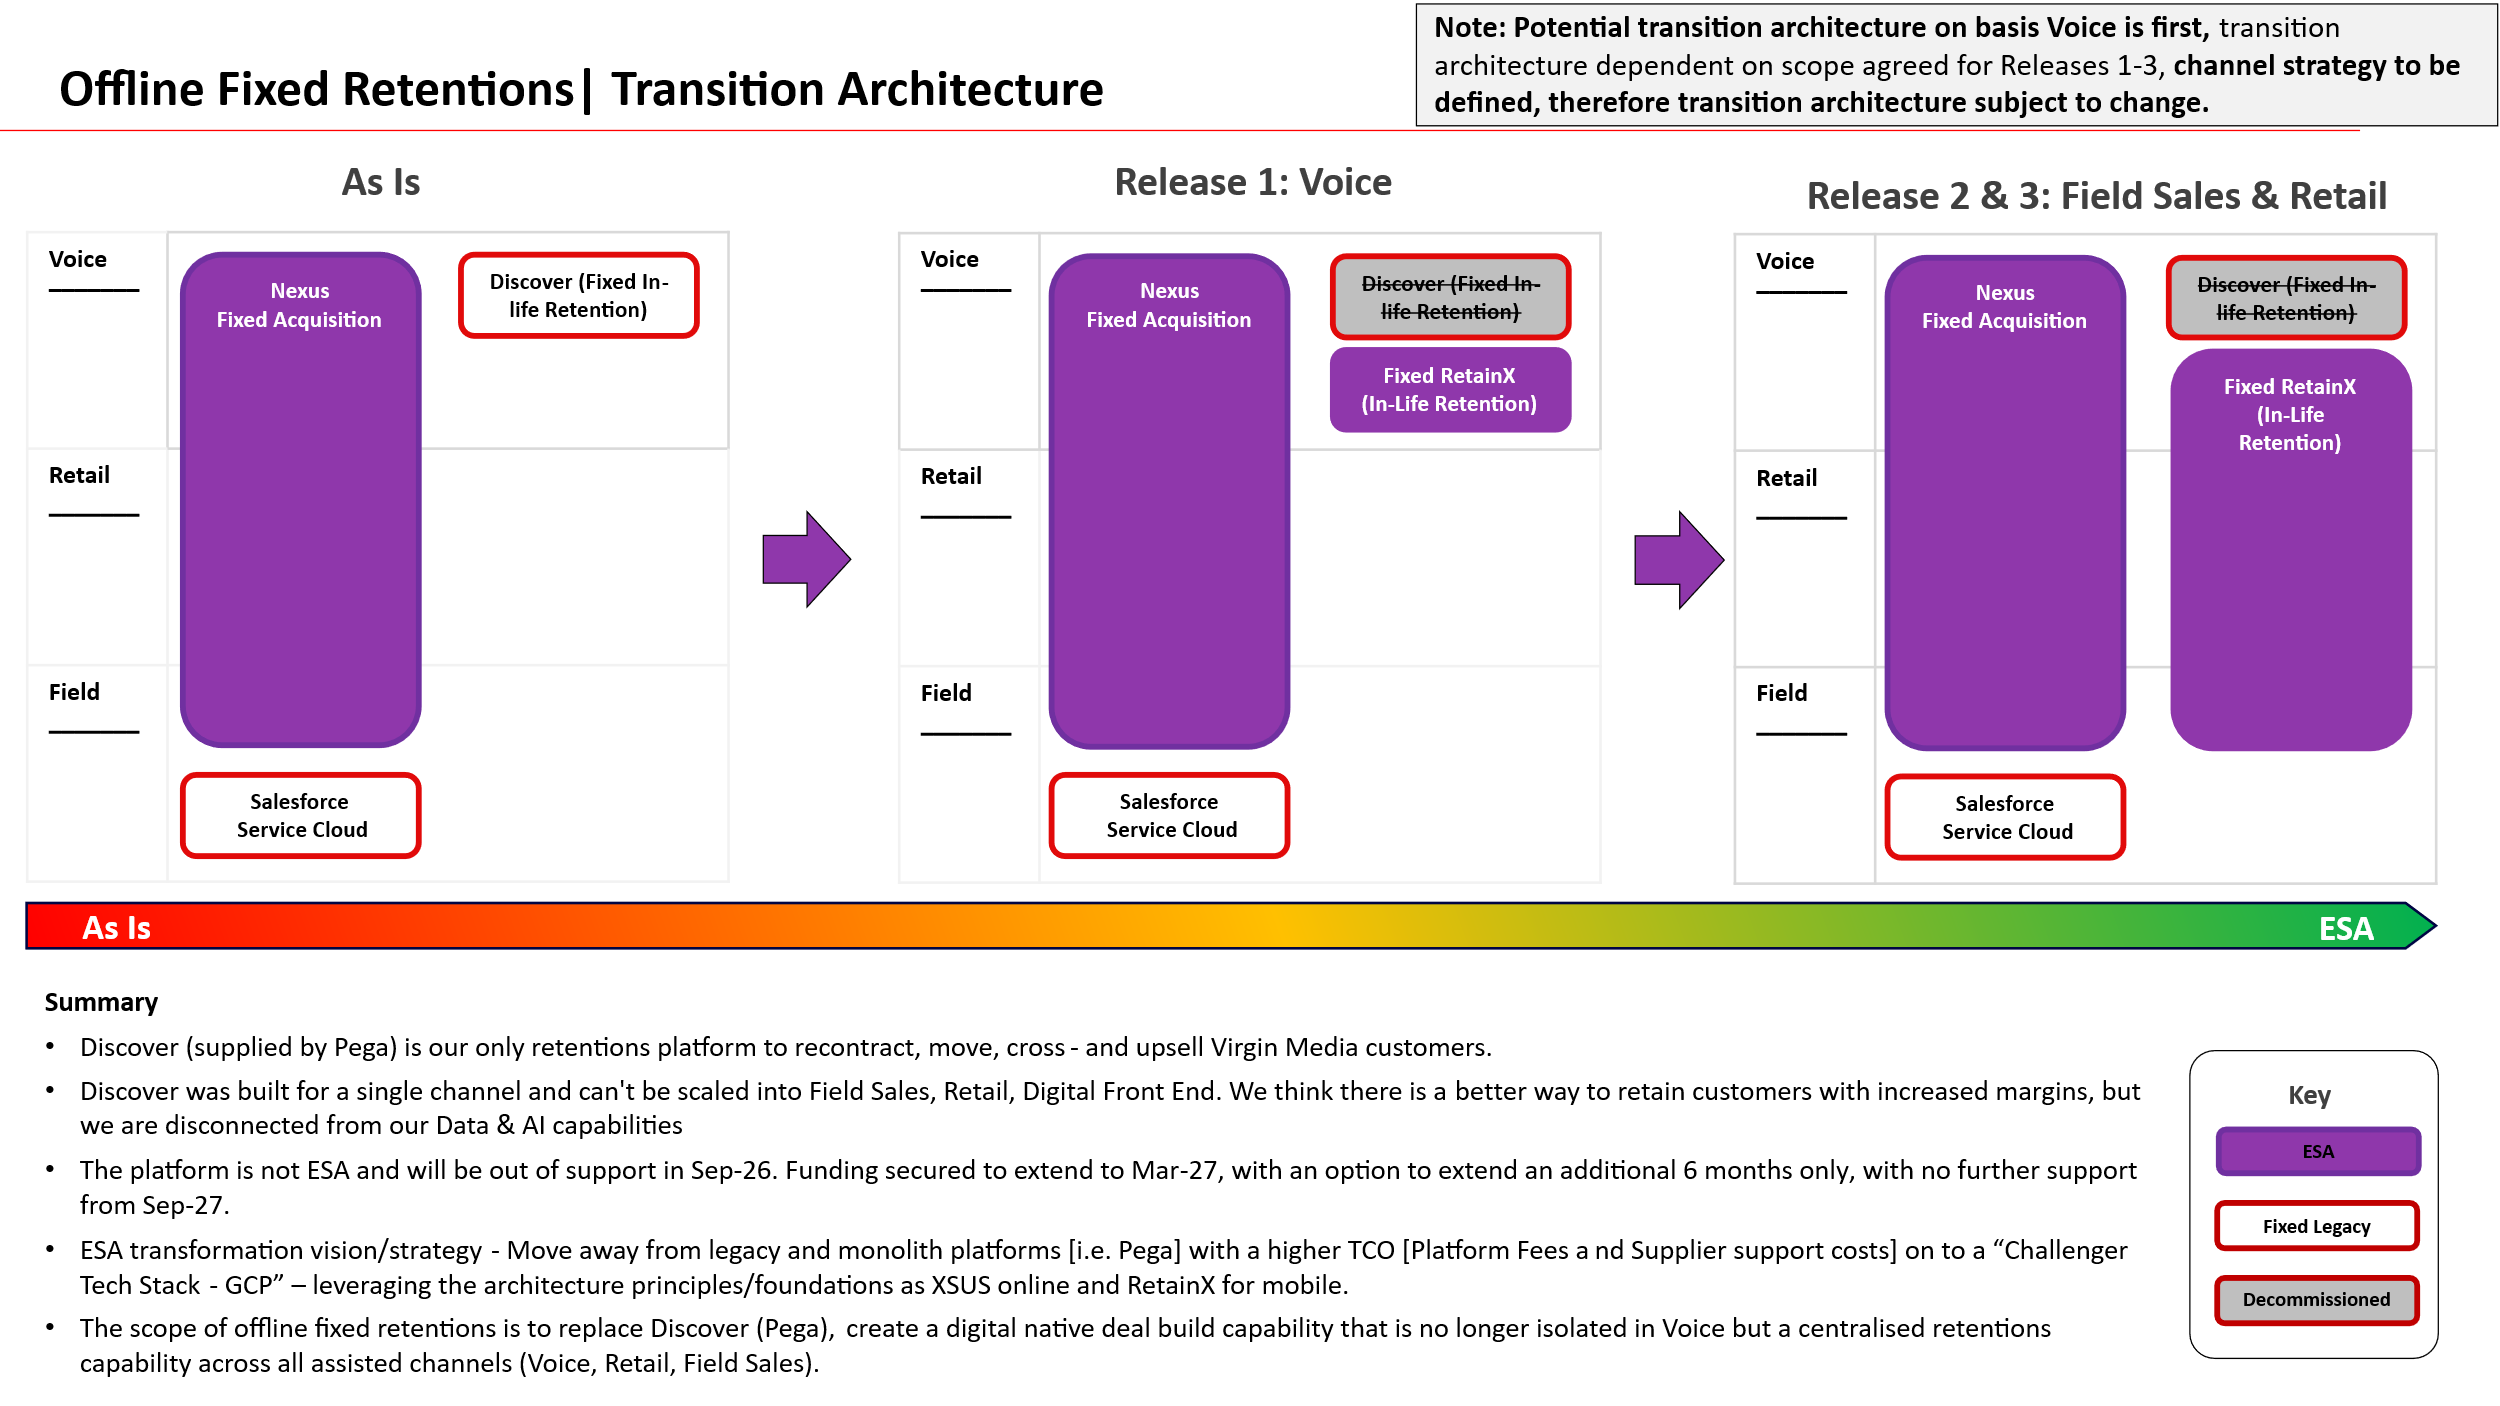 Note: Potential transition architecture on basis Voice is first, transition
architecture dependent on scope agreed for Releases 1-3, channel strategy to be
defined, therefore transition architecture subject to change.
Offline Fixed Retentions| Transition Architecture
As Is
Voice
Nexus
Fixed Acquisition
Discover (Fixed In-
life Retention)
Retail
Field
Salesforce
Service Cloud
Release 1: Voice
Voice
Nexus
Fixed Acquisition
Discover (Fixed In-
life Retention)
Fixed RetainX
(In-Life Retention)
Retail
Field
Salesforce
Service Cloud
Release 2 & 3: Field Sales & Retail
Voice
Nexus
Fixed Acquisition
Discover (Fixed In-
life Retention)
Fixed RetainX
(In-Life
Retention)
Retail
Field
Salesforce
Service Cloud
As Is
ESA
Summary
• Discover (supplied by Pega) is our only retentions platform to recontract, move, cross - and upsell Virgin Media customers.
• Discover was built for a single channel and can't be scaled into Field Sales, Retail, Digital Front End. We think there is a better way to retain customers with increased margins, but
we are disconnected from our Data & AI capabilities
• The platform is not ESA and will be out of support in Sep-26. Funding secured to extend to Mar-27, with an option to extend an additional 6 months only, with no further support
from Sep-27.
• ESA transformation vision/strategy - Move away from legacy and monolith platforms [i.e. Pega] with a higher TCO [Platform Fees a nd Supplier support costs] on to a “Challenger
Tech Stack - GCP” – leveraging the architecture principles/foundations as XSUS online and RetainX for mobile.
• The scope of offline fixed retentions is to replace Discover (Pega), create a digital native deal build capability that is no longer isolated in Voice but a centralised retentions
capability across all assisted channels (Voice, Retail, Field Sales).
Key
ESA
Fixed Legacy
Decommissioned